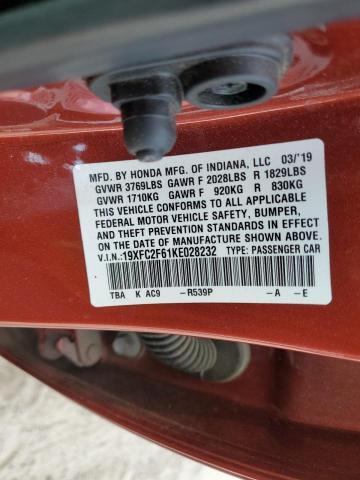 MFD. BY HONDA MFG. OF INDIANA, LLC 03/'19
GVWR 3769LBS GAWR F 2028LBS R 1829LBS
GVWR 1710KG GAWR F 920KG R 830KG
THIS VEHICLE CONFORMS TO ALL APPLICABLE
FEDERAL MOTOR VEHICLE SAFETY, BUMPER,
AND THEFT PREVENTION STANDARDS IN EFFECT
ON THE DATE OF MANUFACTURE SHOWN ABOVE.
V.I.N.:19XFC2F61KE028232 TYPE: PASSENGER CAR
TBA K AC9 -R539P -A -E